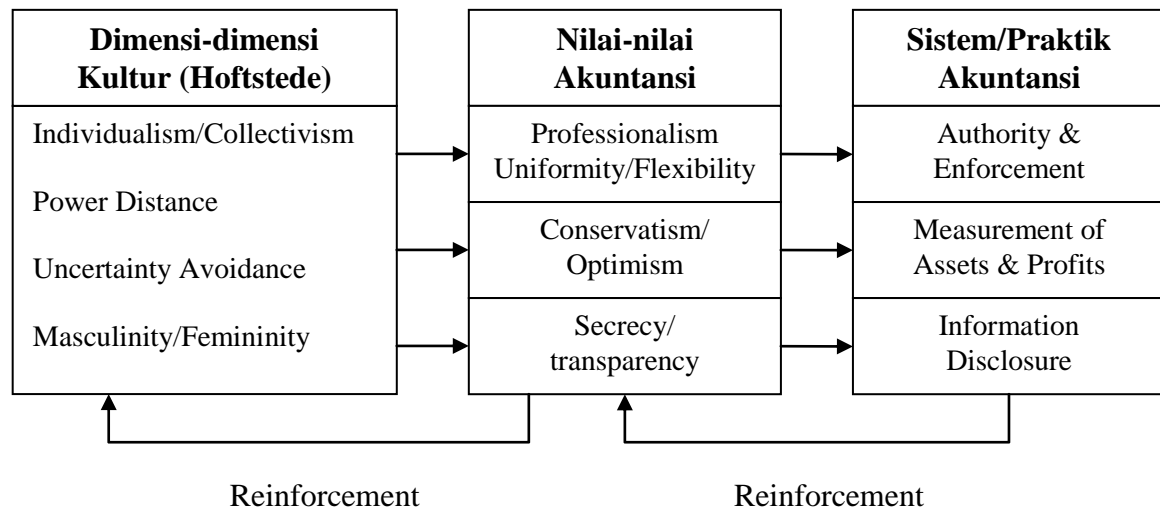 Dimensi-dimensi
Kultur (Hoftstede)
Individualism/Collectivism
Power Distance
Uncertainty Avoidance
Masculinity/Femininity
Nilai-nilai
Akuntansi
Professionalism
Uniformity/Flexibility
Conservatism/
Optimism
Secrecy/
transparency
Sistem/Praktik
Akuntansi
Authority &
Enforcement
Measurement of
Assets & Profits
Information
Disclosure
Reinforcement
Reinforcement